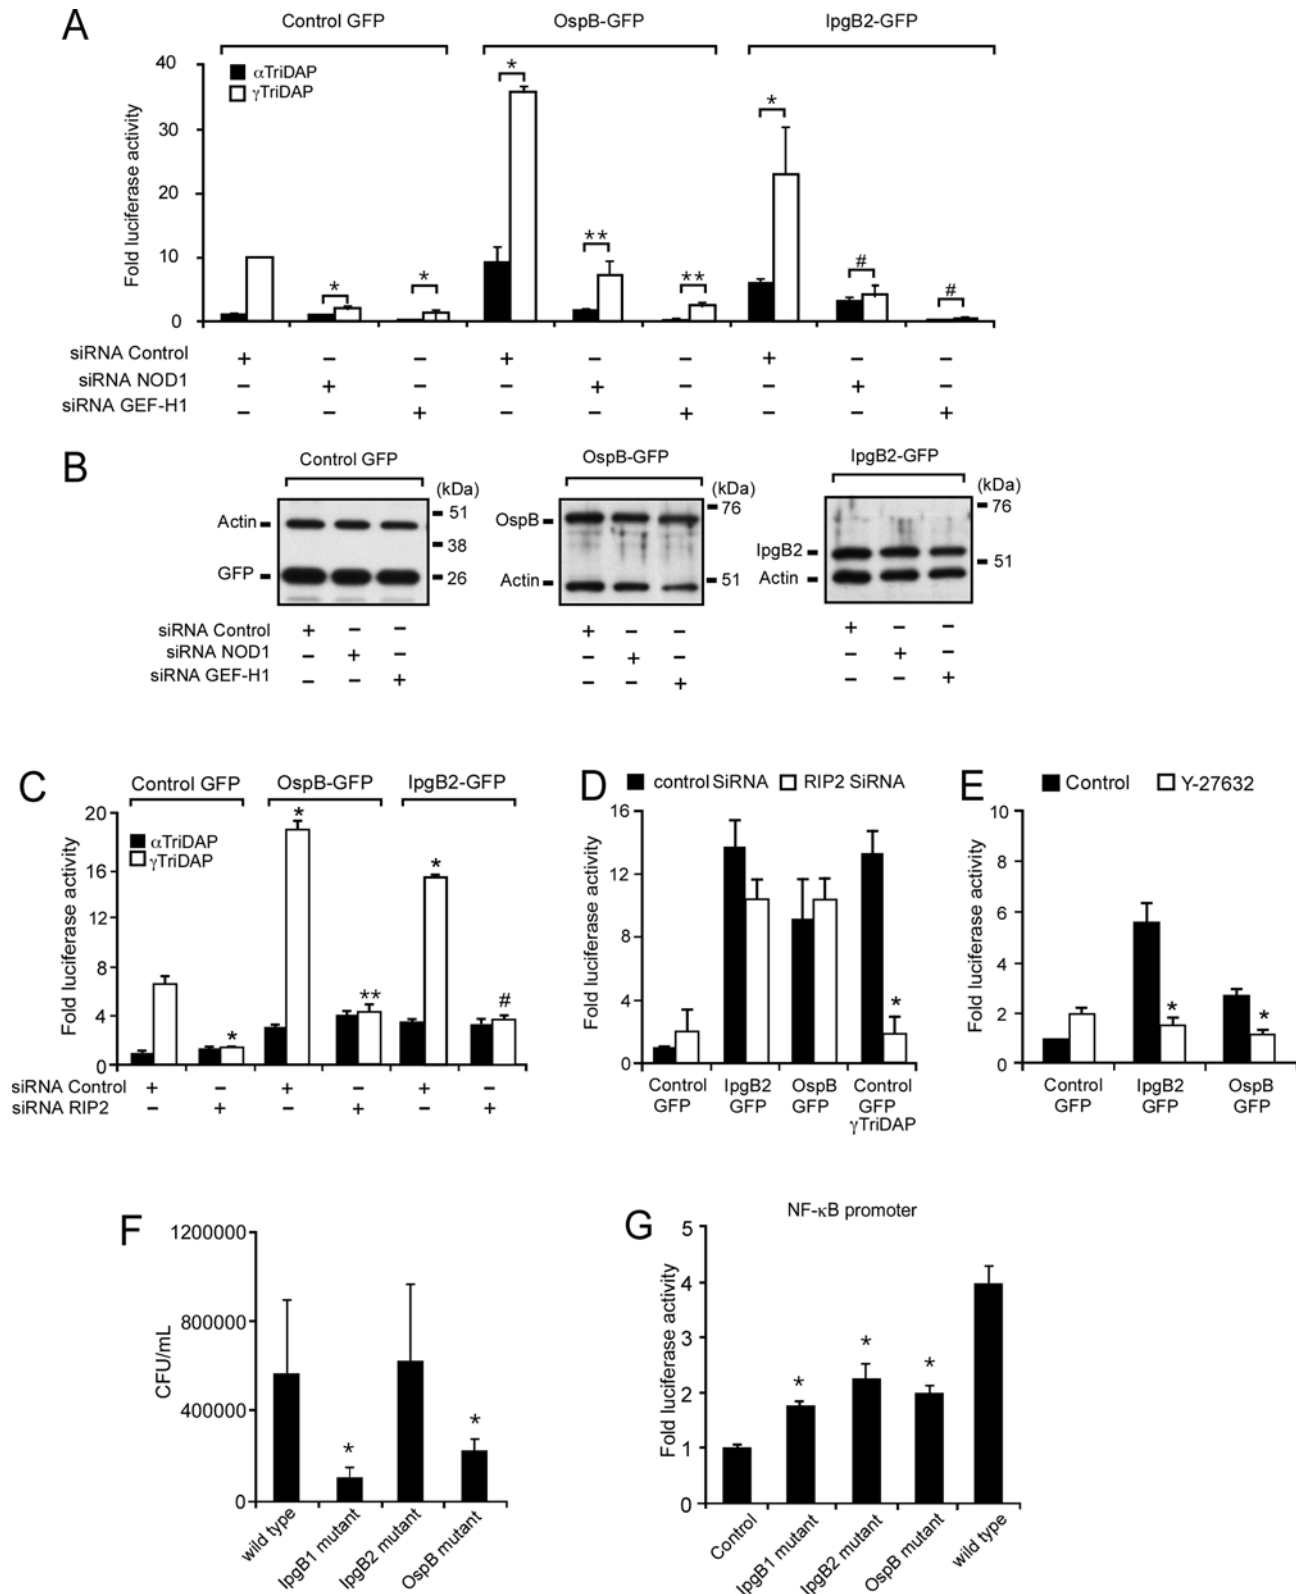 A
Control GFP
OspB-GFP
IpgB2-GFP
αTriDAP
γTriDAP
Fold luciferase activity
40
30
20
10
0
* * * * ** ** * # #
siRNA Control + – – + – – + – –
siRNA NOD1 – + – – + – – + –
siRNA GEF-H1 – – + – – + – – +
B
Control GFP
OspB-GFP
IpgB2-GFP
(kDa)
Actin
GFP
51
38
26
(kDa)
OspB
Actin
76
51
(kDa)
IpgB2
Actin
76
51
siRNA Control + – – + – – + – –
siRNA NOD1 – + – – + – – + –
siRNA GEF-H1 – – + – – + – – +
C
Control GFP
OspB-GFP
IpgB2-GFP
αTriDAP
γTriDAP
Fold luciferase activity
20
16
12
8
4
0
* * ** * #
siRNA Control + – + – + –
siRNA RIP2 – + – + – +
D
control SiRNA
RIP2 SiRNA
Fold luciferase activity
16
12
8
4
0
*
Control GFP
IpgB2 GFP
OspB GFP
Control GFP γTriDAP
E
Control
Y-27632
Fold luciferase activity
10
8
6
4
2
0
* *
Control GFP
IpgB2 GFP
OspB GFP
F
CFU/mL
1200000
800000
400000
0
* *
wild type
IpgB1 mutant
IpgB2 mutant
OspB mutant
G
NF-κB promoter
Fold luciferase activity
5
4
3
2
1
0
* * *
Control
IpgB1 mutant
IpgB2 mutant
OspB mutant
wild type